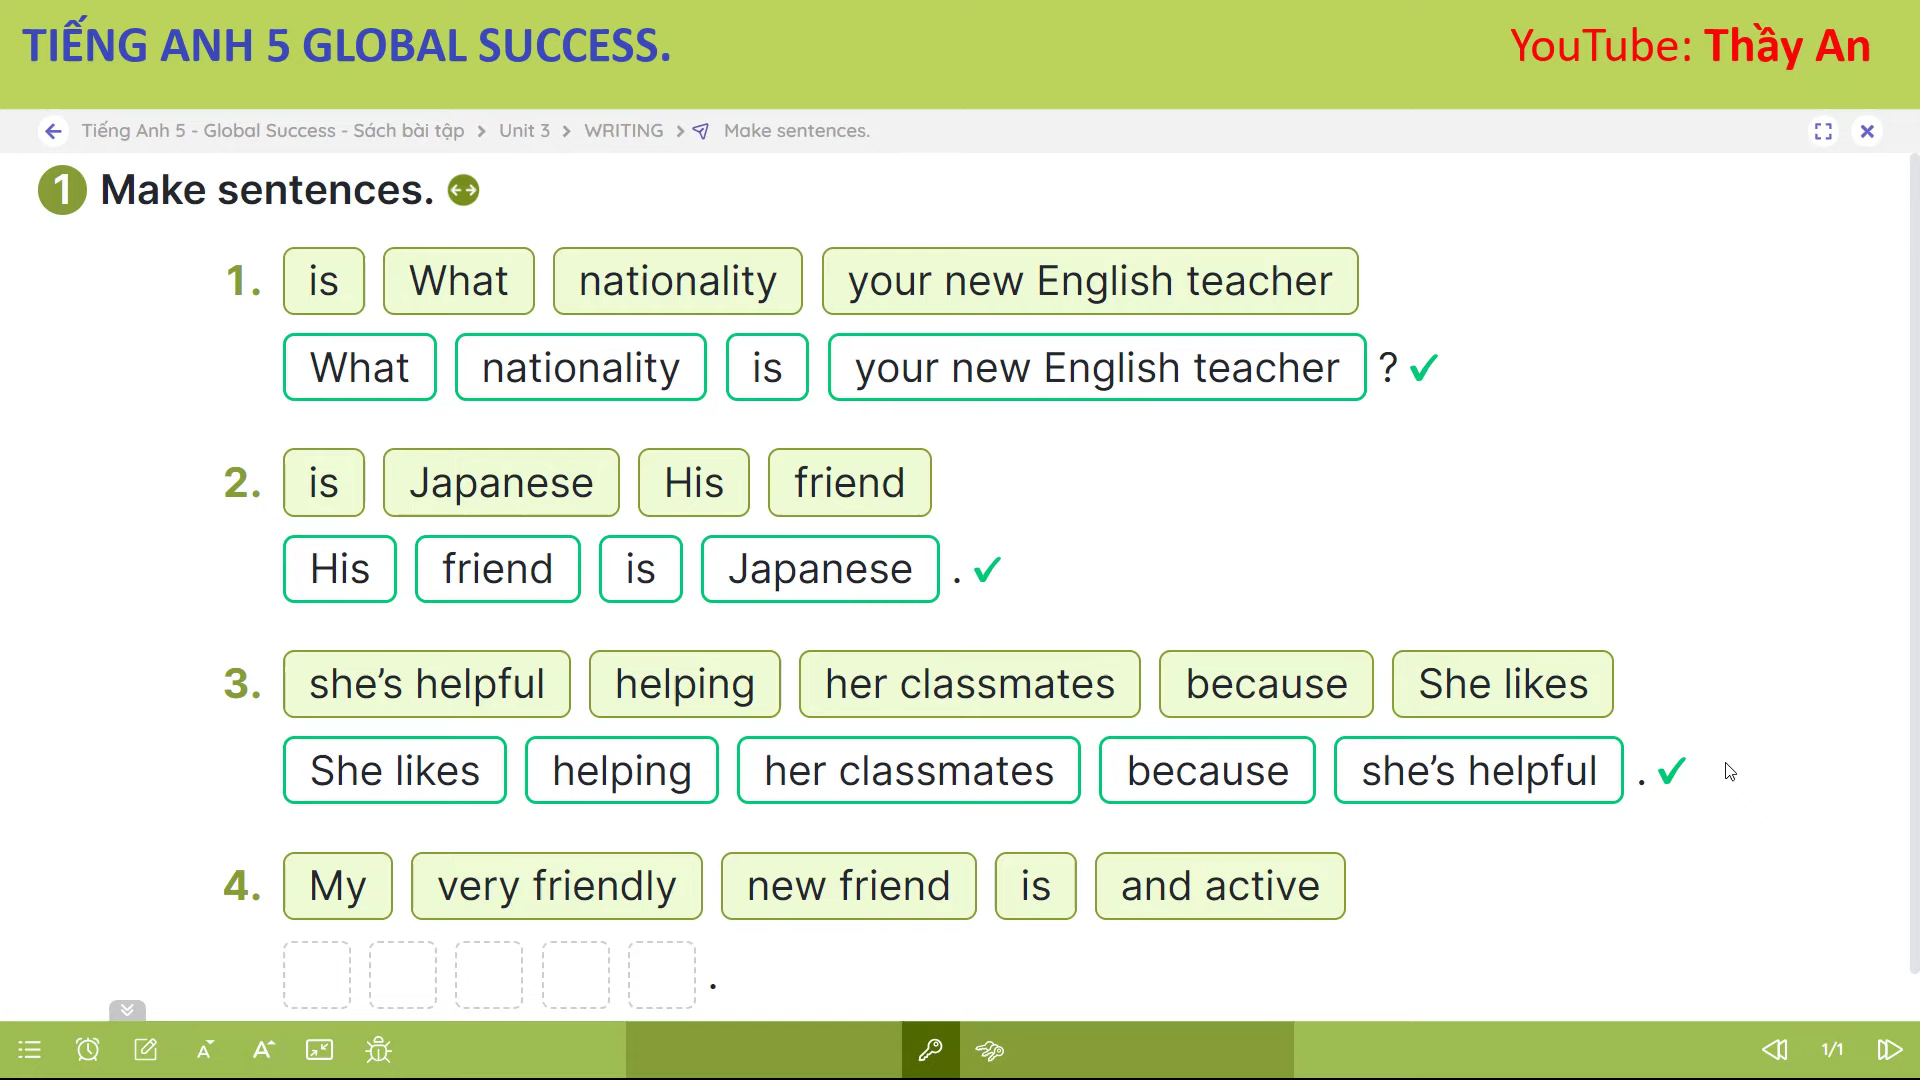 TIẾNG ANH 5 GLOBAL SUCCESS.
YouTube: Thầy An
Tiếng Anh 5 - Global Success - Sách bài tập > Unit 3 > WRITING > Make sentences.
1 Make sentences.
1. is What nationality your new English teacher
What nationality is your new English teacher ? ✓
2. is Japanese His friend
His friend is Japanese . ✓
3. she’s helpful helping her classmates because She likes
She likes helping her classmates because she’s helpful . ✓
4. My very friendly new friend is and active
.
A A 1/1